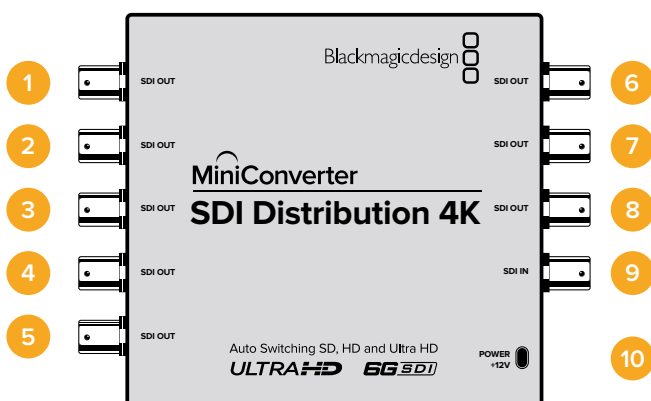 Blackmagicdesign
1
SDI OUT
SDI OUT
6
2
SDI OUT
SDI OUT
7
MiniConverter
3
SDI OUT
SDI Distribution 4K
SDI OUT
8
4
SDI OUT
SDI IN
9
5
SDI OUT
Auto Switching SD, HD and Ultra HD
ULTRAHD 6G SDI
POWER
+12V
10